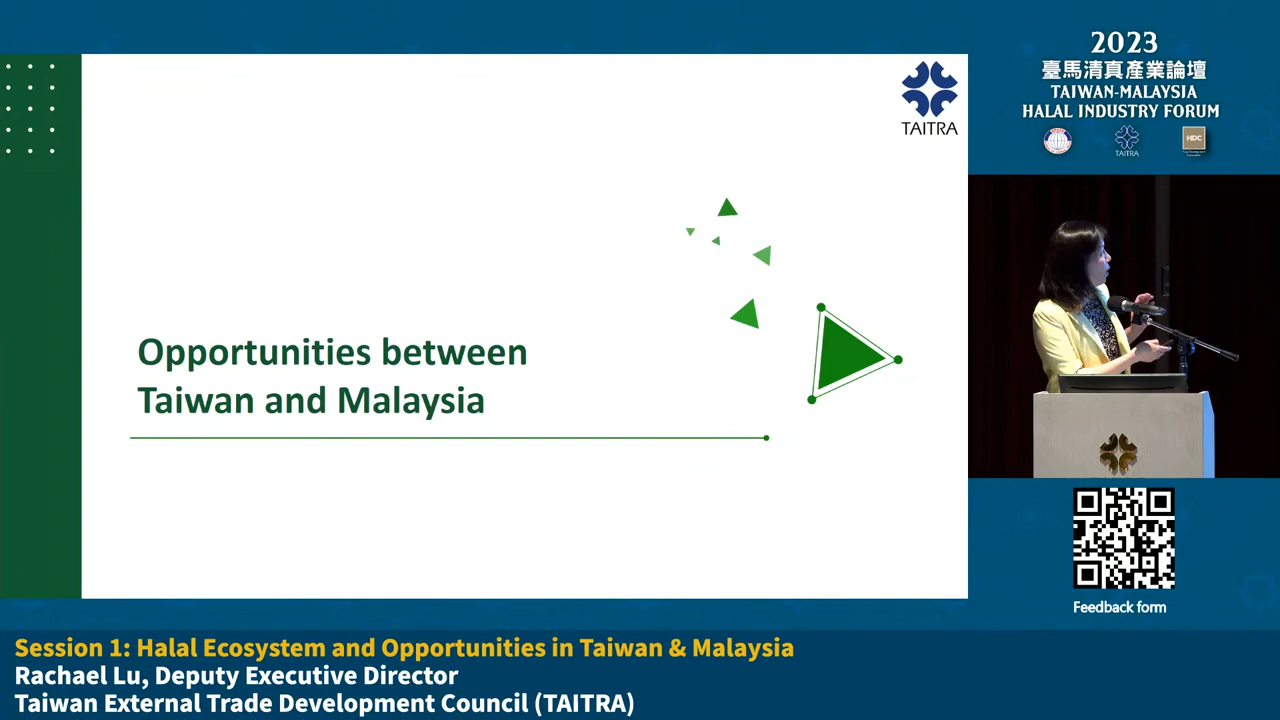 2023
臺馬清真產業論壇
TAIWAN-MALAYSIA
HALAL INDUSTRY FORUM
TAITRA
HDC
TAITRA
Opportunities between
Taiwan and Malaysia
Feedback form
Session 1: Halal Ecosystem and Opportunities in Taiwan & Malaysia
Rachael Lu, Deputy Executive Director
Taiwan External Trade Development Council (TAITRA)